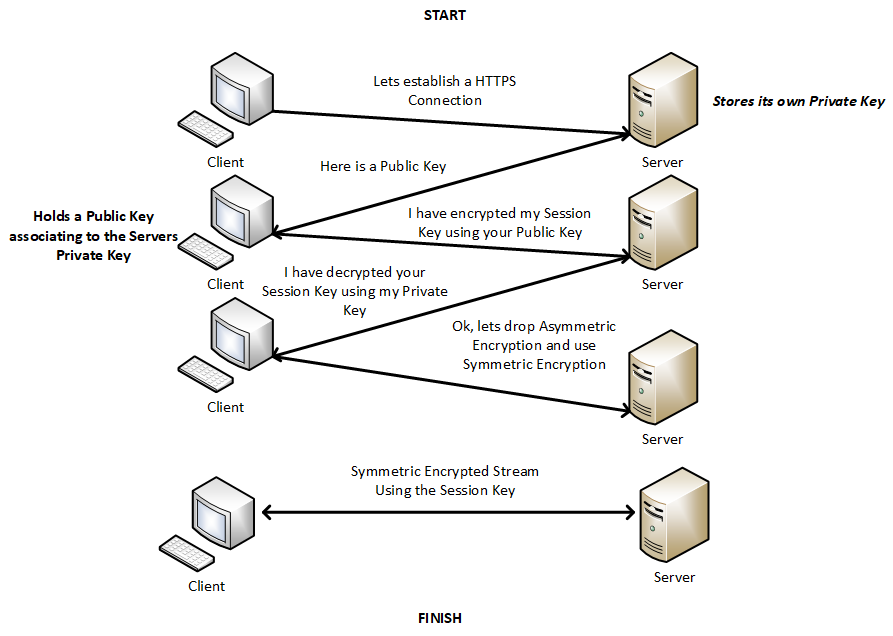 START
Lets establish a HTTPS
Connection
Stores its own Private Key
Client
Server
Here is a Public Key
Holds a Public Key
associating to the Servers
Private Key
I have encrypted my Session
Key using your Public Key
Client
Server
I have decrypted your
Session Key using my Private
Key
Ok, lets drop Asymmetric
Encryption and use
Symmetric Encryption
Client
Server
Symmetric Encrypted Stream
Using the Session Key
Client
Server
FINISH